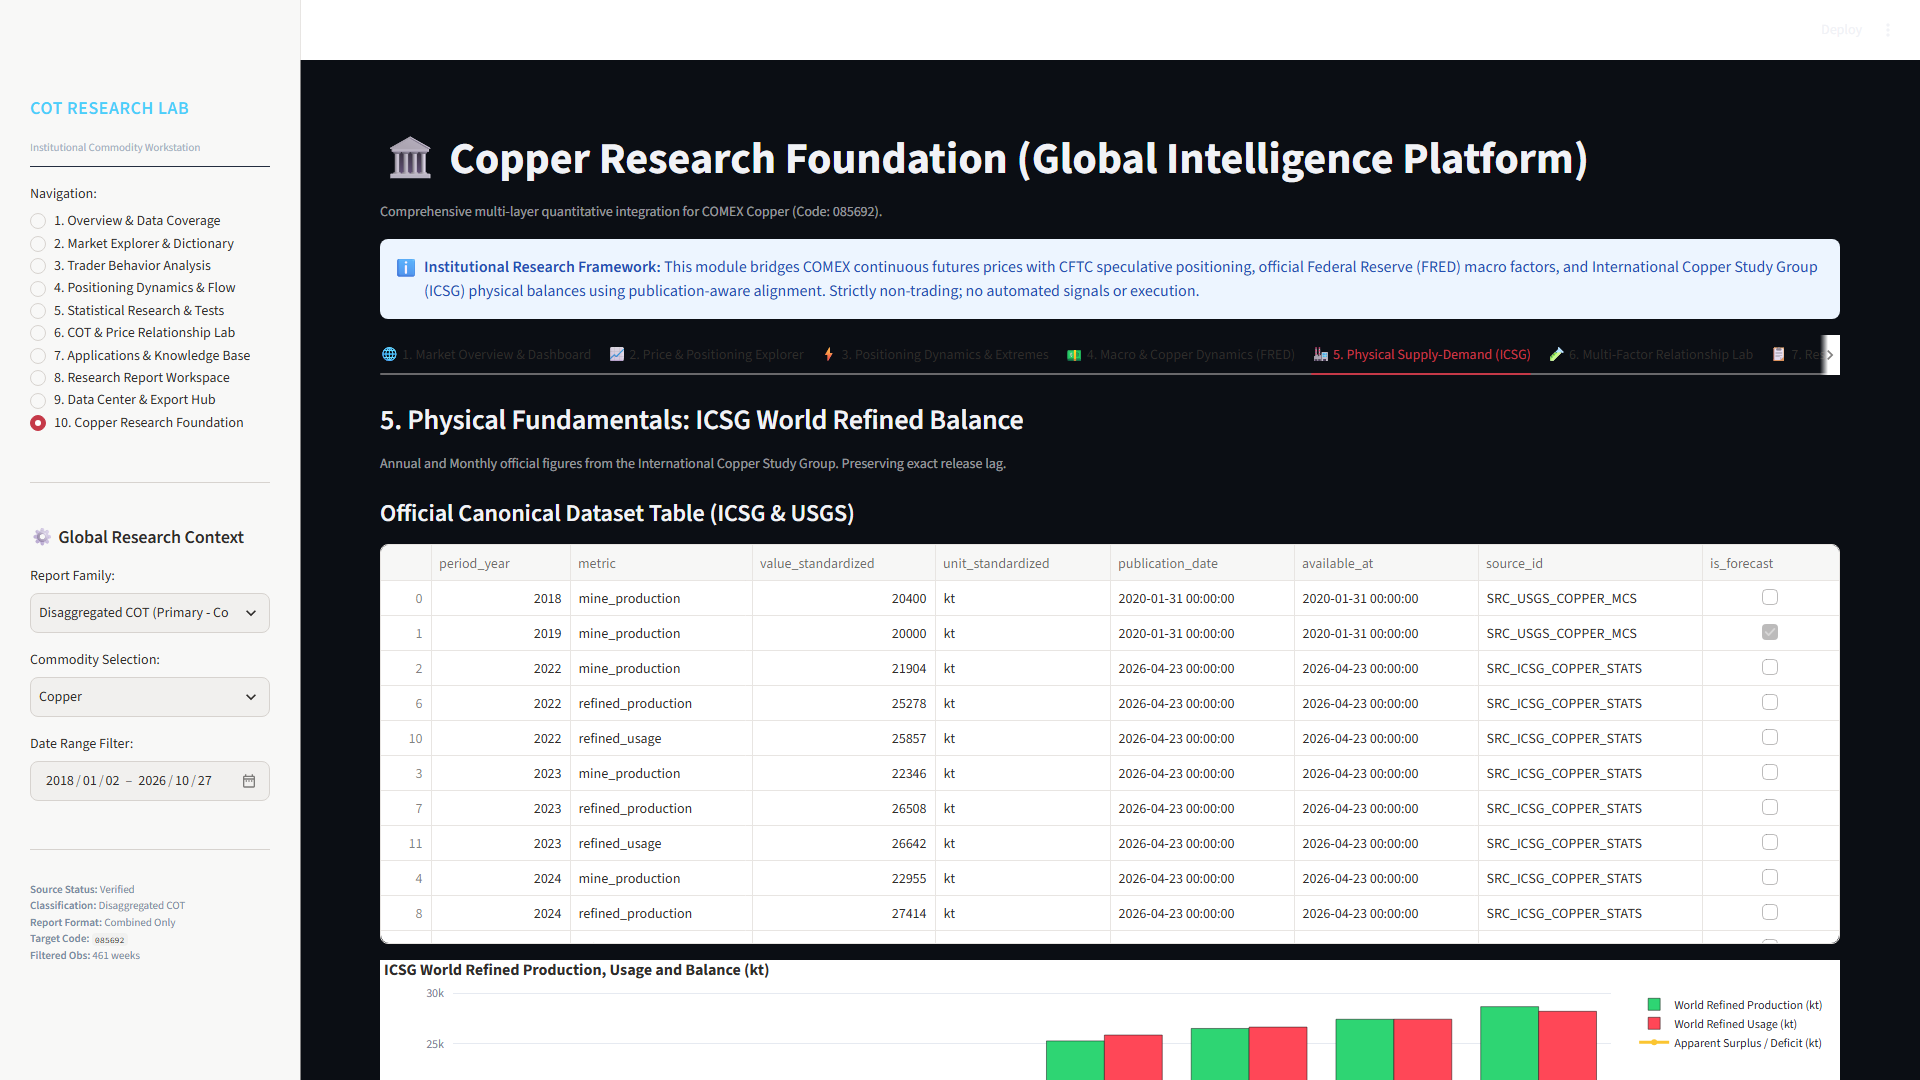 Deploy
COT RESEARCH LAB
Institutional Commodity Workstation
Navigation:
1. Overview & Data Coverage
2. Market Explorer & Dictionary
3. Trader Behavior Analysis
4. Positioning Dynamics & Flow
5. Statistical Research & Tests
6. COT & Price Relationship Lab
7. Applications & Knowledge Base
8. Research Report Workspace
9. Data Center & Export Hub
10. Copper Research Foundation
Global Research Context
Report Family:
Disaggregated COT (Primary - Co
Commodity Selection:
Copper
Date Range Filter:
2018/01/02 – 2026/10/27
Source Status: Verified
Classification: Disaggregated COT
Report Format: Combined Only
Target Code: 085692
Filtered Obs: 461 weeks
Copper Research Foundation (Global Intelligence Platform)
Comprehensive multi-layer quantitative integration for COMEX Copper (Code: 085692).
Institutional Research Framework: This module bridges COMEX continuous futures prices with CFTC speculative positioning, official Federal Reserve (FRED) macro factors, and International Copper Study Group
(ICSG) physical balances using publication-aware alignment. Strictly non-trading; no automated signals or execution.
1. Market Overview & Dashboard 2. Price & Positioning Explorer 3. Positioning Dynamics & Extremes 4. Macro & Copper Dynamics (FRED) 5. Physical Supply-Demand (ICSG) 6. Multi-Factor Relationship Lab 7. Re
5. Physical Fundamentals: ICSG World Refined Balance
Annual and Monthly official figures from the International Copper Study Group. Preserving exact release lag.
Official Canonical Dataset Table (ICSG & USGS)
period_year metric value_standardized unit_standardized publication_date available_at source_id is_forecast
0 2018 mine_production 20400 kt 2020-01-31 00:00:00 2020-01-31 00:00:00 SRC_USGS_COPPER_MCS
1 2019 mine_production 20000 kt 2020-01-31 00:00:00 2020-01-31 00:00:00 SRC_USGS_COPPER_MCS
2 2022 mine_production 21904 kt 2026-04-23 00:00:00 2026-04-23 00:00:00 SRC_ICSG_COPPER_STATS
6 2022 refined_production 25278 kt 2026-04-23 00:00:00 2026-04-23 00:00:00 SRC_ICSG_COPPER_STATS
10 2022 refined_usage 25857 kt 2026-04-23 00:00:00 2026-04-23 00:00:00 SRC_ICSG_COPPER_STATS
3 2023 mine_production 22346 kt 2026-04-23 00:00:00 2026-04-23 00:00:00 SRC_ICSG_COPPER_STATS
7 2023 refined_production 26508 kt 2026-04-23 00:00:00 2026-04-23 00:00:00 SRC_ICSG_COPPER_STATS
11 2023 refined_usage 26642 kt 2026-04-23 00:00:00 2026-04-23 00:00:00 SRC_ICSG_COPPER_STATS
4 2024 mine_production 22955 kt 2026-04-23 00:00:00 2026-04-23 00:00:00 SRC_ICSG_COPPER_STATS
8 2024 refined_production 27414 kt 2026-04-23 00:00:00 2026-04-23 00:00:00 SRC_ICSG_COPPER_STATS
ICSG World Refined Production, Usage and Balance (kt)
30k
25k
World Refined Production (kt)
World Refined Usage (kt)
Apparent Surplus / Deficit (kt)